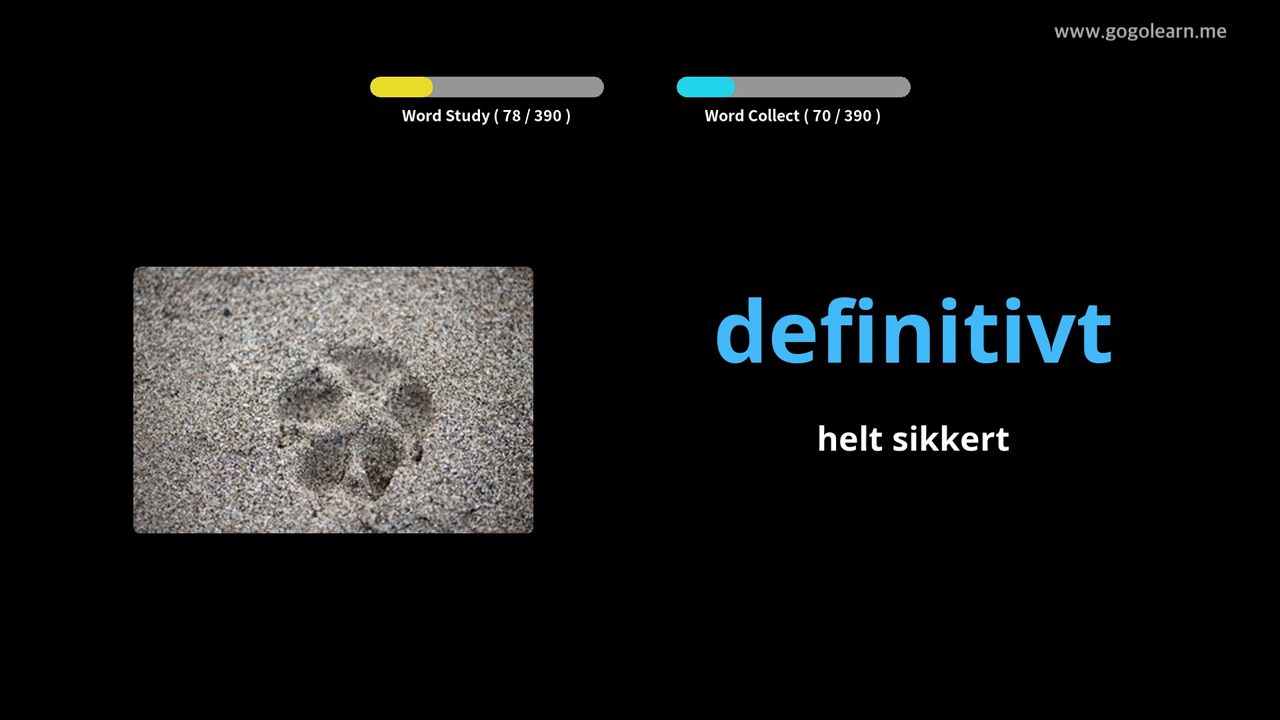 www.gogolearn.me
Word Study ( 78 / 390 )
Word Collect ( 70 / 390 )
definitivt
helt sikkert